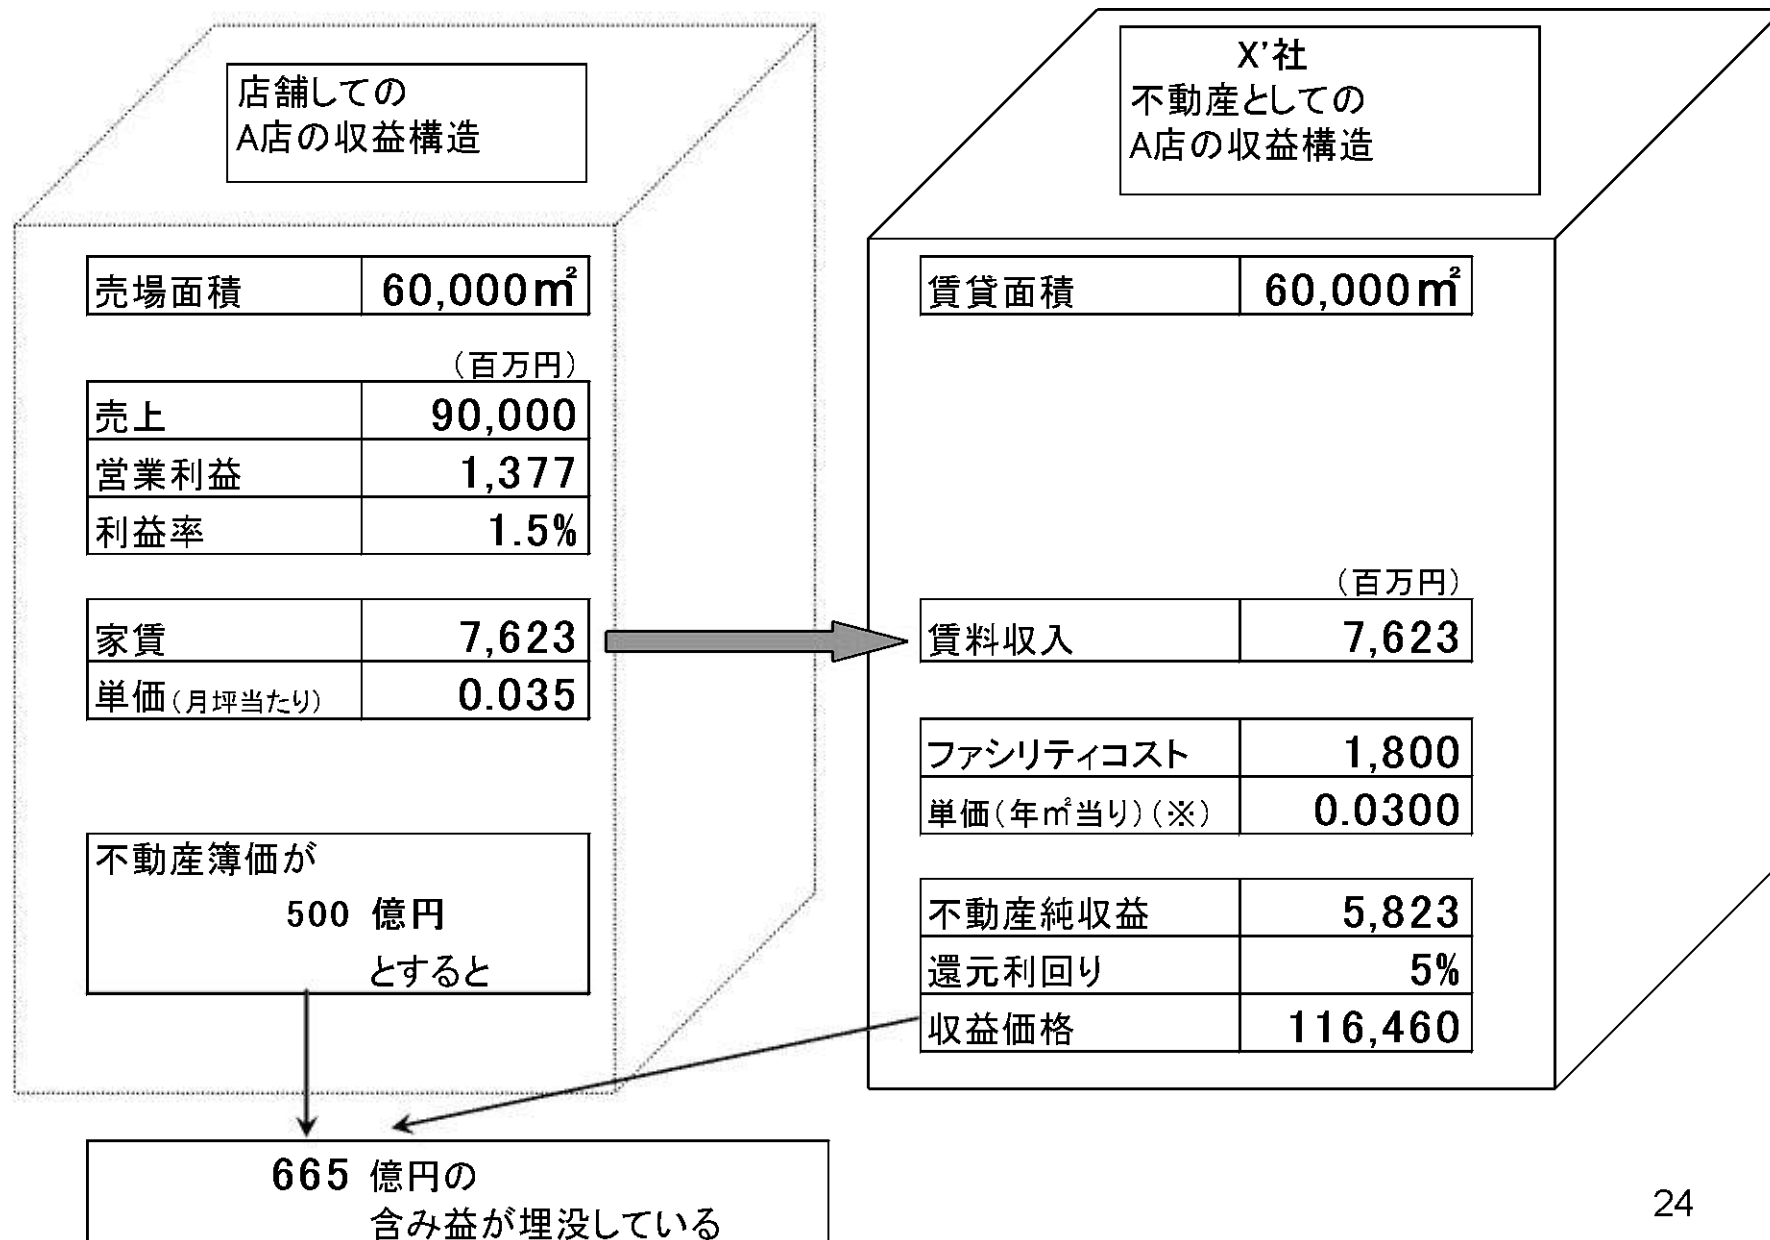 店舗しての
A店の収益構造
売場面積 60,000㎡
（百万円）
売上 90,000
営業利益 1,377
利益率 1.5%
家賃 7,623
単価（月坪当たり） 0.035
不動産簿価が
500 億円
とすると
X’社
不動産としての
A店の収益構造
賃貸面積 60,000㎡
（百万円）
賃料収入 7,623
ファシリティコスト 1,800
単価（年㎡当り）（※） 0.0300
不動産純収益 5,823
還元利回り 5%
収益価格 116,460
665 億円の
含み益が埋没している
24